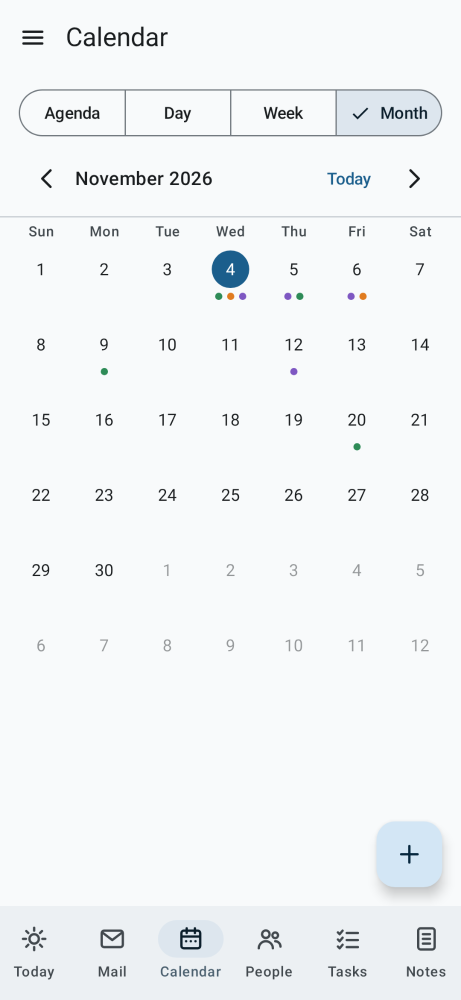 Calendar
Agenda Day Week Month
November 2026 Today
Sun Mon Tue Wed Thu Fri Sat
1 2 3 4 5 6 7
8 9 10 11 12 13 14
15 16 17 18 19 20 21
22 23 24 25 26 27 28
29 30 1 2 3 4 5
6 7 8 9 10 11 12
Today Mail Calendar People Tasks Notes